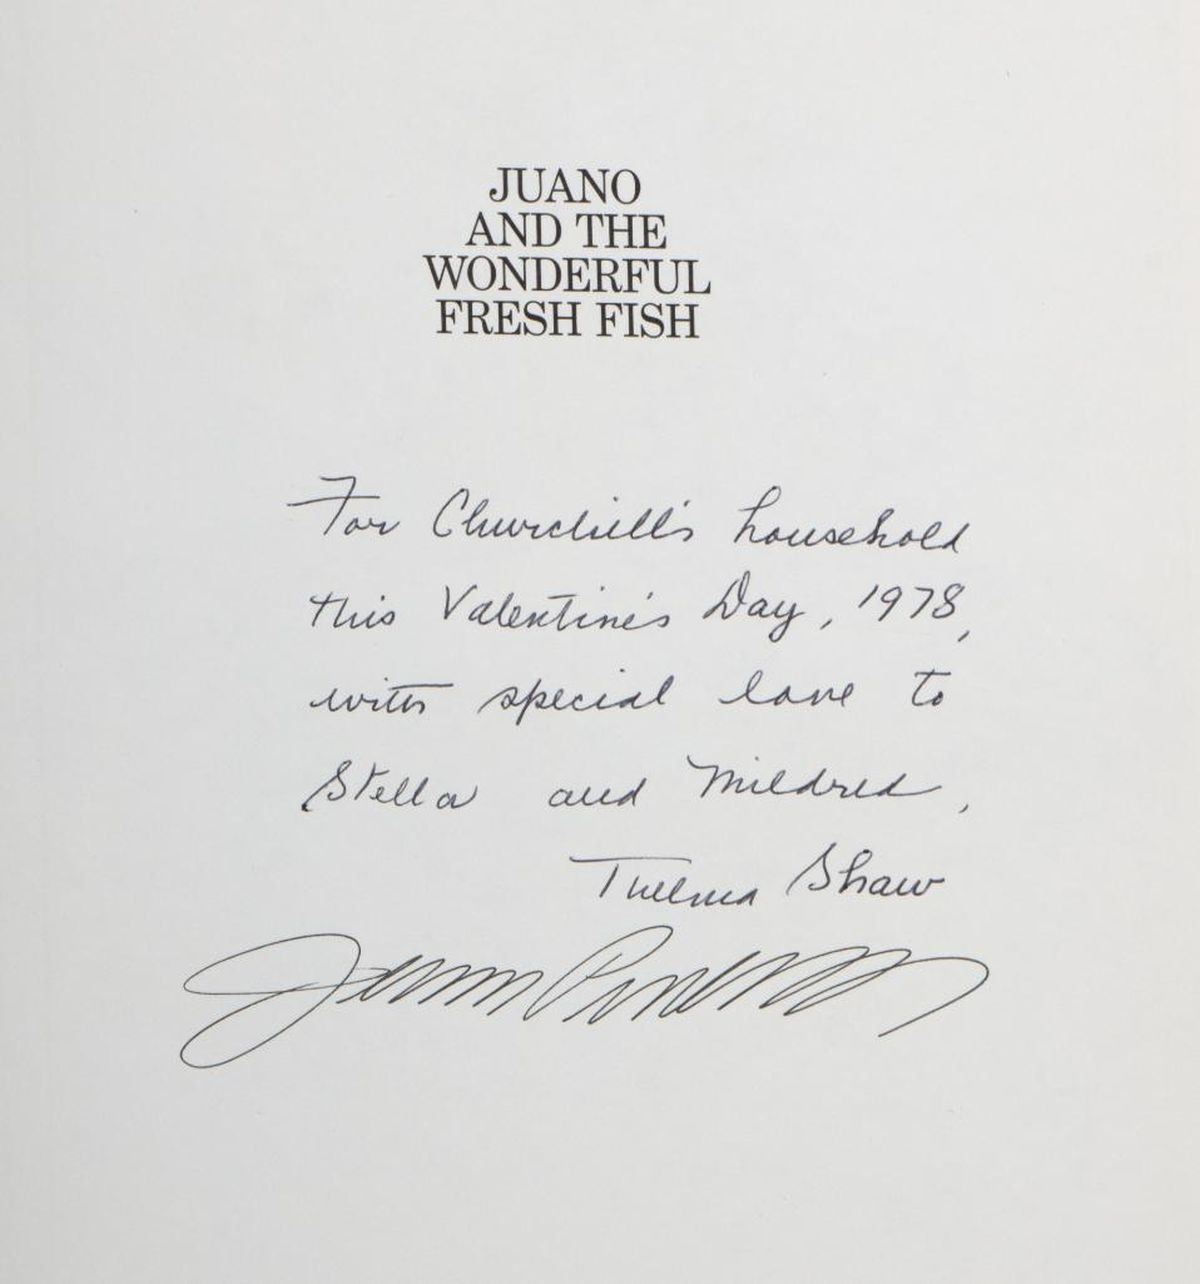 JUANO
AND THE
WONDERFUL
FRESH FISH
For Churchill's household
this Valentine's Day, 1978,
with special love to
Stella and Mildred,
Thelma Shaw